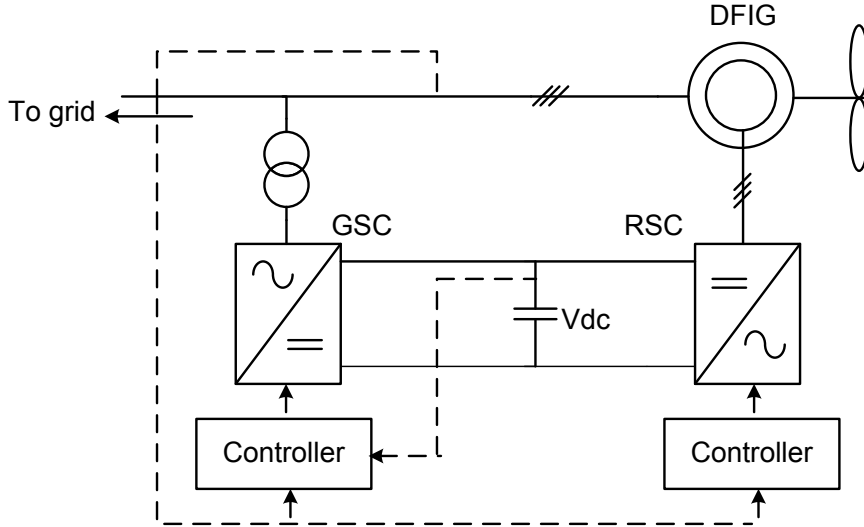 DFIG
To grid
GSC
RSC
Vdc
Controller
Controller